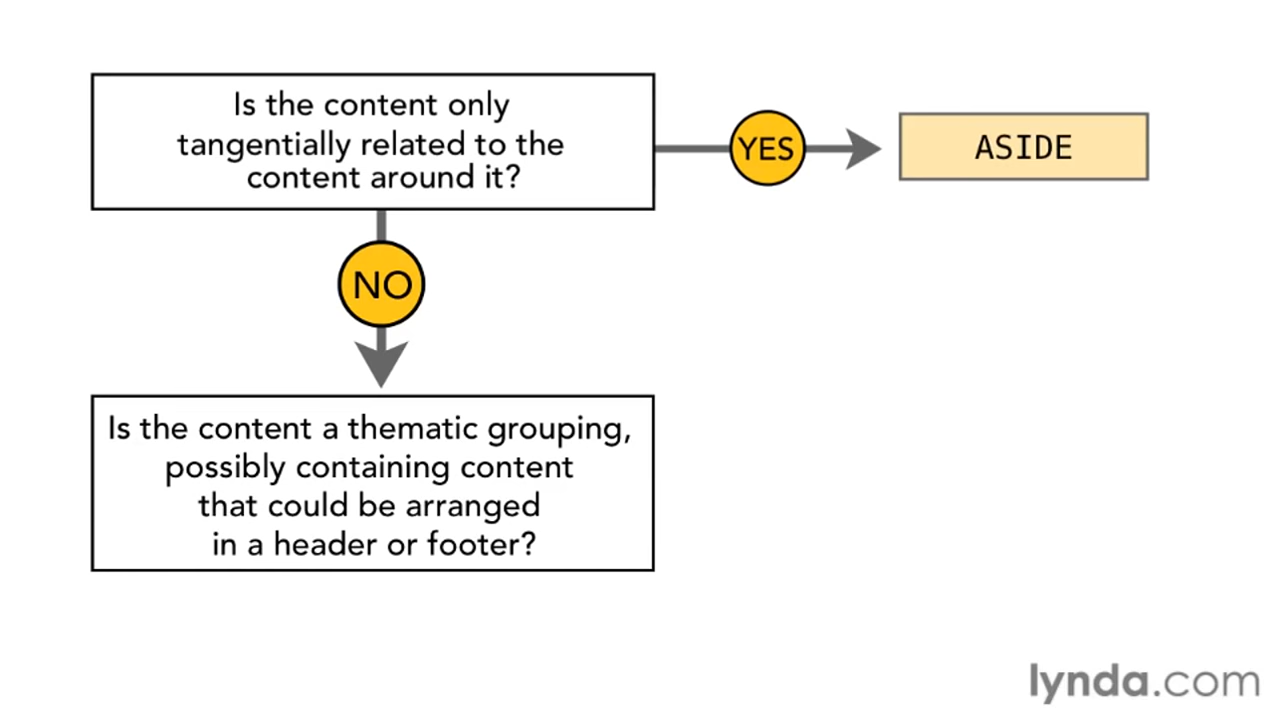 Is the content only
tangentially related to the
content around it?
YES
ASIDE
NO
Is the content a thematic grouping,
possibly containing content
that could be arranged
in a header or footer?
lynda.com